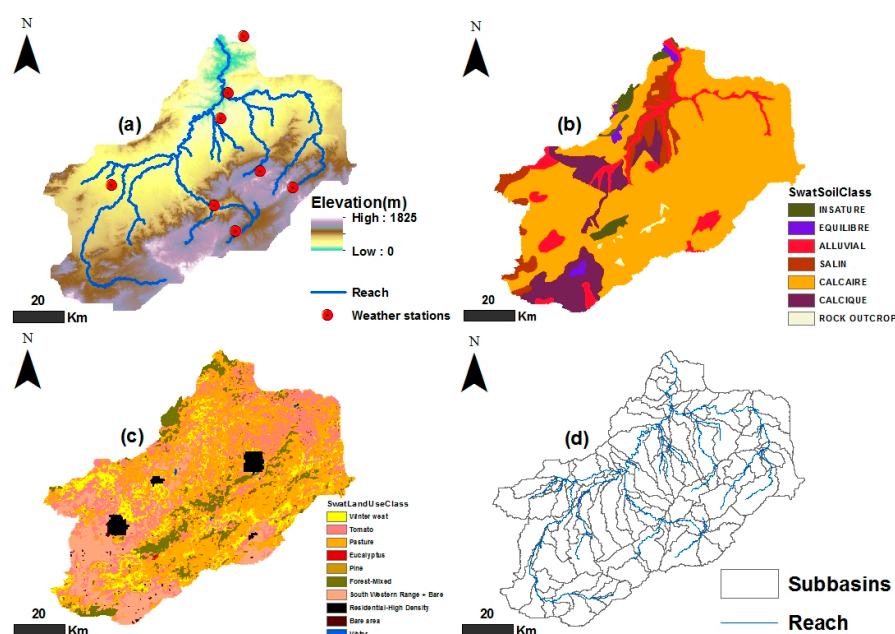 N
(a)
Elevation(m)
High : 1825
Low : 0
Reach
Weather stations
20
Km
N
(b)
SwatSoilClass
INSATURE
EQUILIBRE
ALLUVIAL
SALIN
CALCAIRE
CALCIQUE
ROCK OUTCROP
20
Km
N
(c)
SwatLandUseClass
Winter weat
Tomato
Pasture
Eucalyptus
Pine
Forest-Mixed
South Western Range + Bare
Residential-High Density
Bare area
20
Km
N
(d)
Subbasins
Reach
20
Km